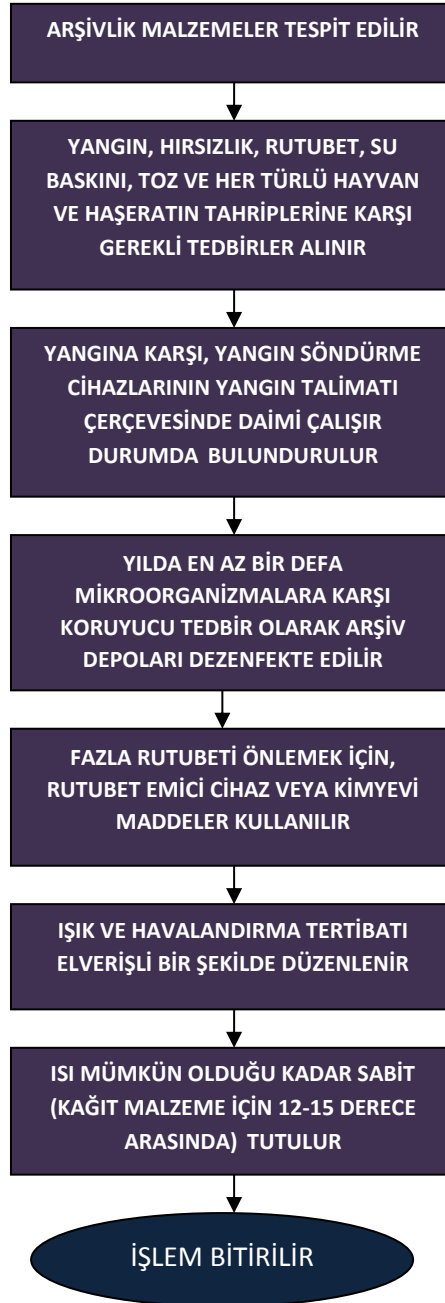 ARŞİVLİK MALZEMELER TESPİT EDİLİR
YANGIN, HIRSIZLIK, RUTUBET, SU
BASKINI, TOZ VE HER TÜRLÜ HAYVAN
VE HAŞERATIN TAHRİPLERİNE KARŞI
GEREKLİ TEDBİRLER ALINIR
YANGINA KARŞI, YANGIN SÖNDÜRME
CİHAZLARININ YANGIN TALİMATI
ÇERÇEVESİNDE DAİMİ ÇALIŞIR
DURUMDA BULUNDURULUR
YILDA EN AZ BİR DEFA
MİKROORGANİZMALARA KARŞI
KORUYUCU TEDBİR OLARAK ARŞİV
DEPOLARI DEZENFEKTE EDİLİR
FAZLA RUTUBETİ ÖNLEMEK İÇİN,
RUTUBET EMİCİ CİHAZ VEYA KİMYEVİ
MADDELER KULLANILIR
IŞIK VE HAVALANDIRMA TERTİBATI
ELVERİŞLİ BİR ŞEKİLDE DÜZENLENİR
ISI MÜMKÜN OLDUĞU KADAR SABİT
(KAĞIT MALZEME İÇİN 12-15 DERECE
ARASINDA) TUTULUR
İŞLEM BİTİRİLİR